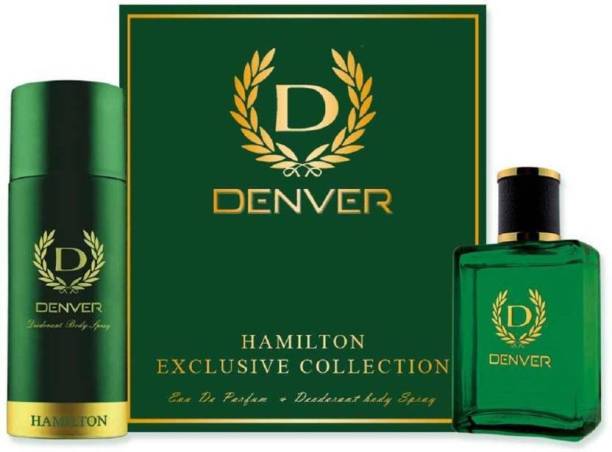 D
DENVER
Deodorant Body Spray
HAMILTON
D
DENVER
HAMILTON
EXCLUSIVE COLLECTION
Eau De Parfum + Deodorant body Spray
D
DENVER